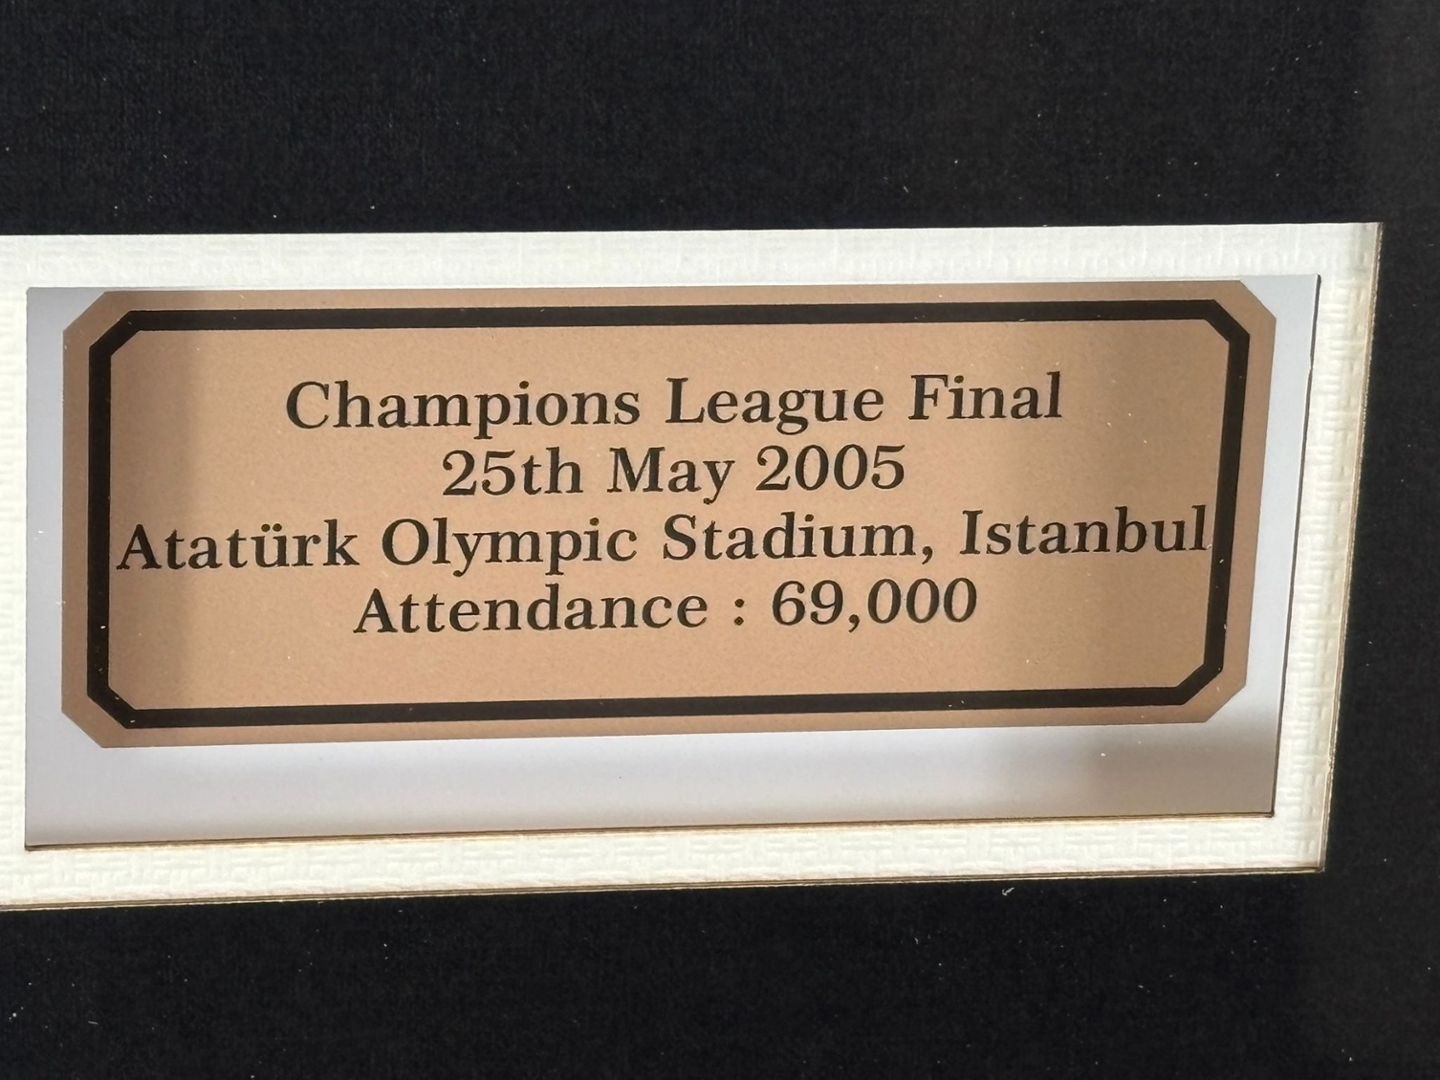 Champions League Final
25th May 2005
Atatürk Olympic Stadium, Istanbul
Attendance : 69,000